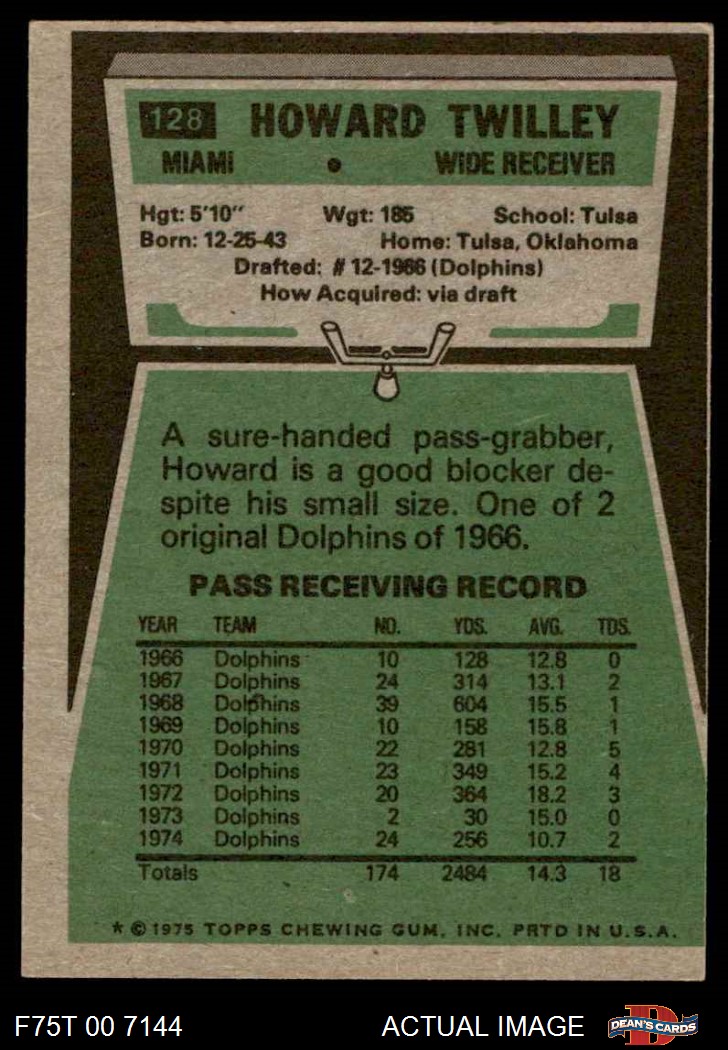 128 HOWARD TWILLEY
MIAMI • WIDE RECEIVER
Hgt: 5'10" Wgt: 185 School: Tulsa
Born: 12-25-43 Home: Tulsa, Oklahoma
Drafted: # 12-1966 (Dolphins)
How Acquired: via draft
A sure-handed pass-grabber,
Howard is a good blocker de-
spite his small size. One of 2
original Dolphins of 1966.
PASS RECEIVING RECORD
YEAR TEAM NO. YDS. AVG. TDS.
1966 Dolphins 10 128 12.8 0
1967 Dolphins 24 314 13.1 2
1968 Dolphins 39 604 15.5 1
1969 Dolphins 10 158 15.8 1
1970 Dolphins 22 281 12.8 5
1971 Dolphins 23 349 15.2 4
1972 Dolphins 20 364 18.2 3
1973 Dolphins 2 30 15.0 0
1974 Dolphins 24 256 10.7 2
Totals 174 2484 14.3 18
* © 1975 TOPPS CHEWING GUM, INC. PRTD IN U.S.A.
F75T 00 7144 ACTUAL IMAGE D DEAN'S CARDS